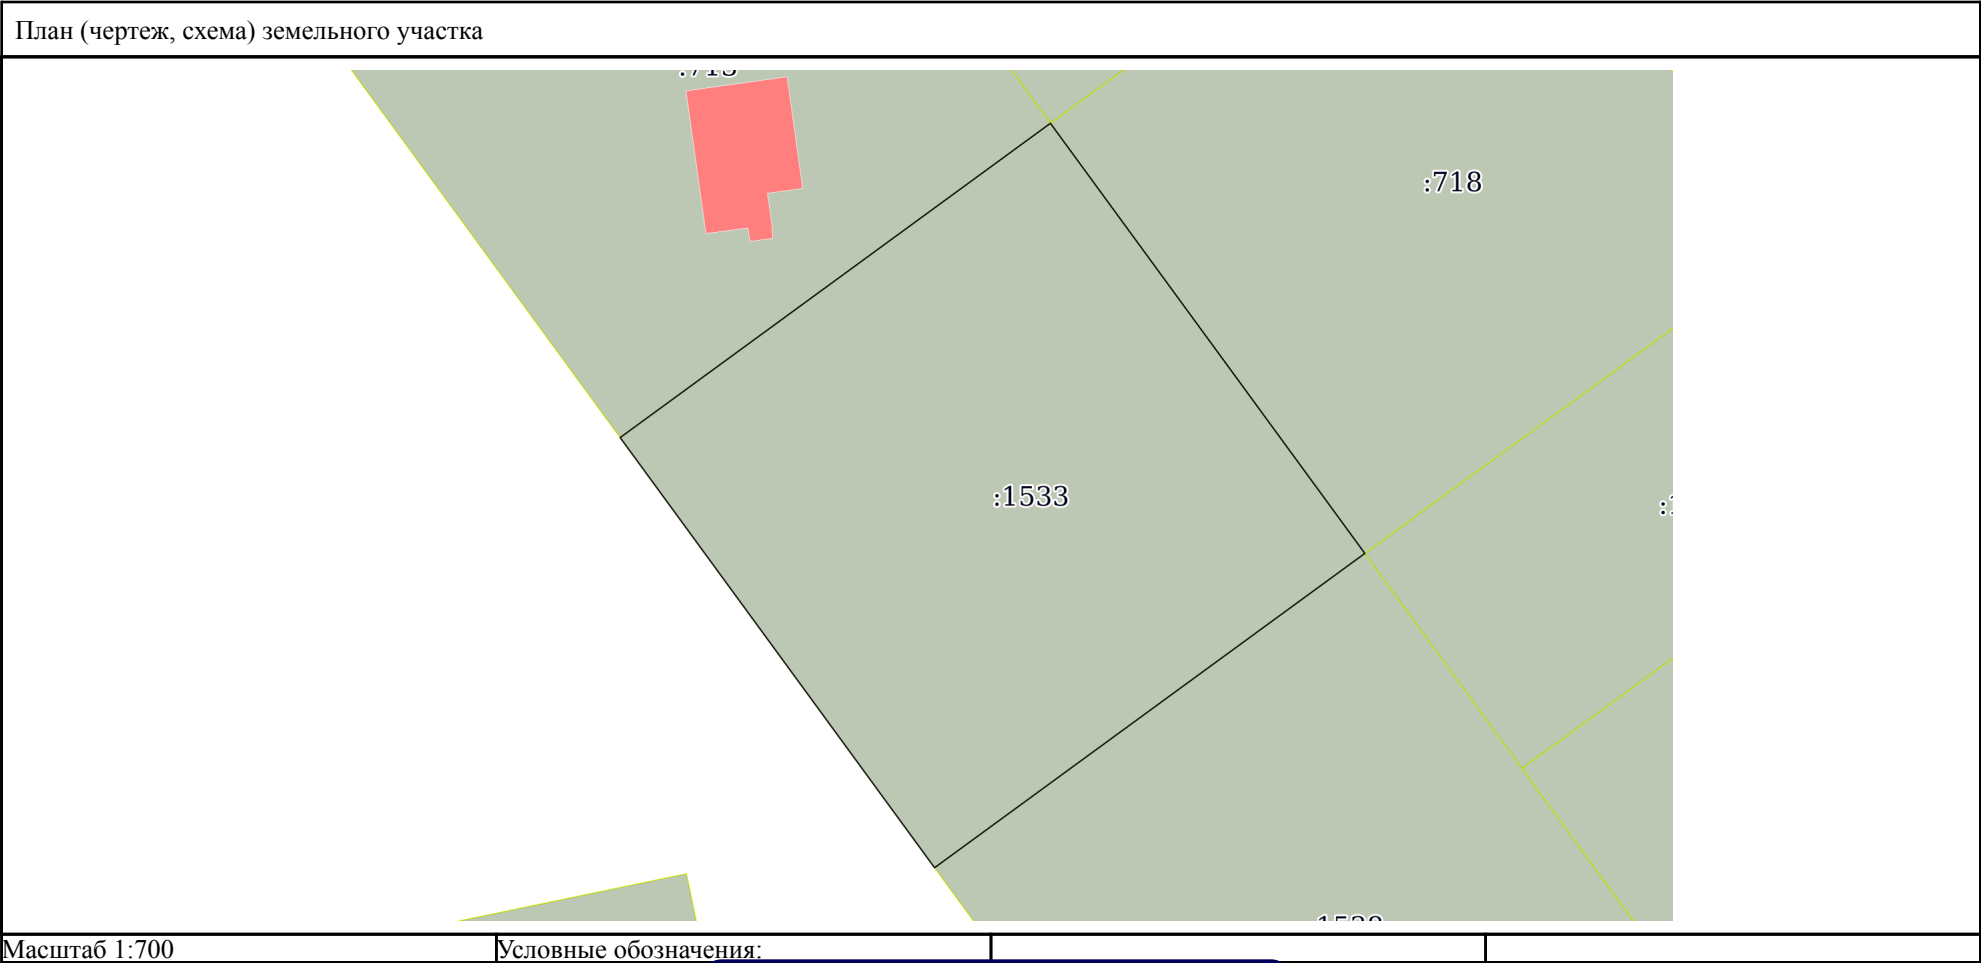 План (чертеж, схема) земельного участка
:718
:1533
Масштаб 1:700
Условные обозначения: